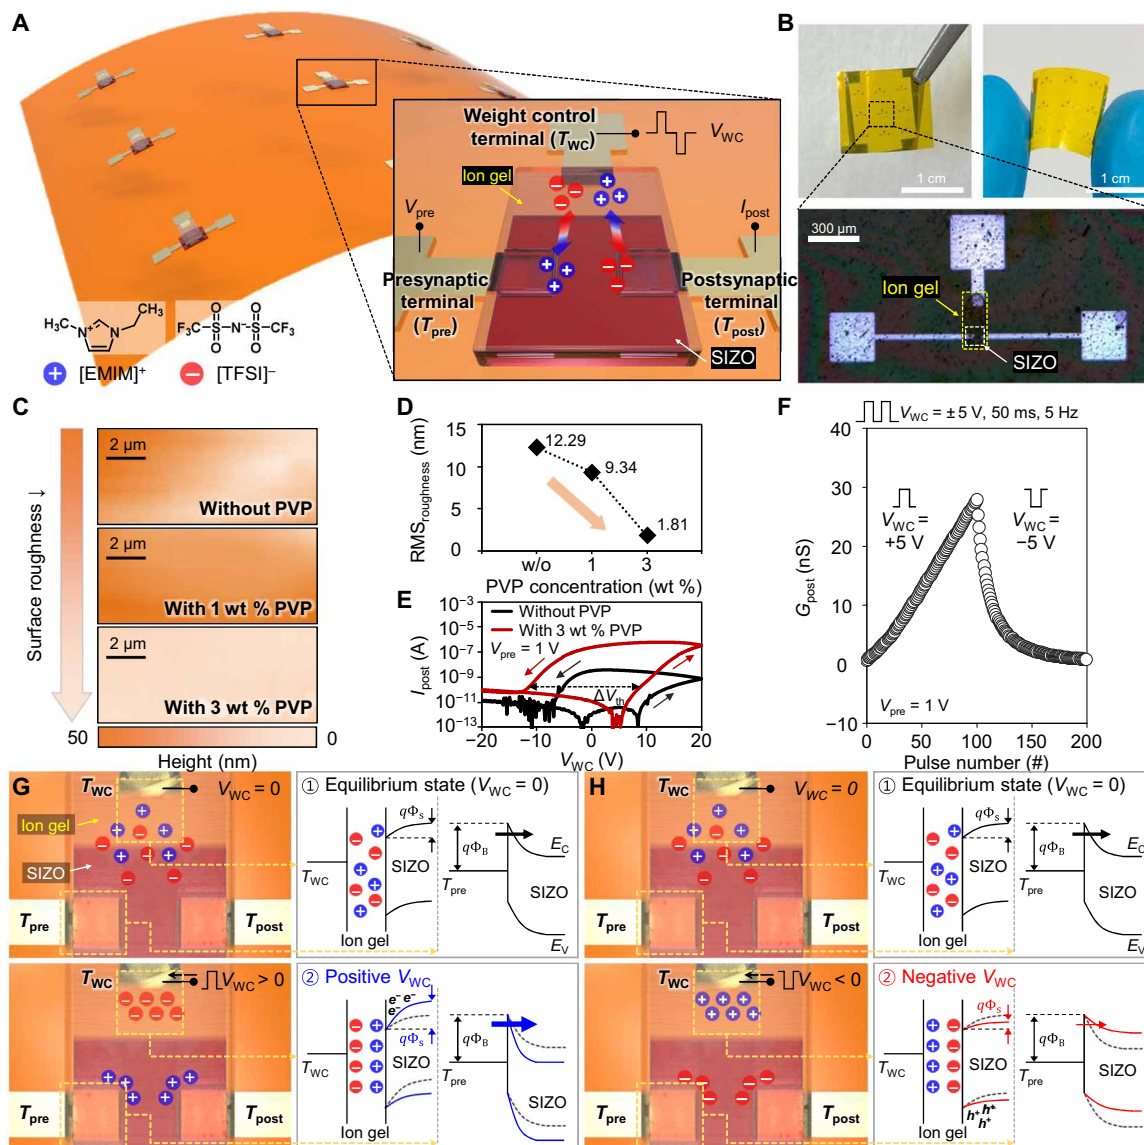 A
Weight control
terminal (TWC)
VWC
Ion gel
Vpre
Ipost
Presynaptic
terminal
(Tpre)
Postsynaptic
terminal
(Tpost)
SIZO
H3C
N
+
N
CH3
O O
F3C−S−N−S−CF3
O O
+ [EMIM]+
− [TFSI]−
B
1 cm
1 cm
300 µm
Ion gel
SIZO
C
Surface roughness ↓
2 µm
Without PVP
2 µm
With 1 wt % PVP
2 µm
With 3 wt % PVP
50
0
Height (nm)
D
RMSroughness (nm)
15
10
5
0
12.29
9.34
1.81
w/o 1 3
PVP concentration (wt %)
E
Ipost (A)
10−3
10−5
10−7
10−9
10−11
10−13
Without PVP
With 3 wt % PVP
Vpre = 1 V
ΔVth
−20 −10 0 10 20
VWC (V)
F
VWC = ± 5 V, 50 ms, 5 Hz
Gpost (nS)
40
30
20
10
0
−10
VWC =
+5 V
VWC =
−5 V
Vpre = 1 V
0 50 100 150 200
Pulse number (#)
G
TWC
VWC = 0
Ion gel
SIZO
Tpre
Tpost
① Equilibrium state (VWC = 0)
qΦS
qΦB
EC
TWC
SIZO
Tpre
SIZO
EV
Ion gel
TWC
VWC > 0
Tpre
Tpost
② Positive VWC
e− e−
e−
qΦS
qΦB
TWC
SIZO
Tpre
SIZO
Ion gel
H
TWC
VWC = 0
Tpre
Tpost
① Equilibrium state (VWC = 0)
qΦS
qΦB
EC
TWC
SIZO
Tpre
SIZO
EV
Ion gel
TWC
VWC < 0
Tpre
Tpost
② Negative VWC
qΦS
qΦB
TWC
SIZO
Tpre
SIZO
h+ h+
h+
Ion gel